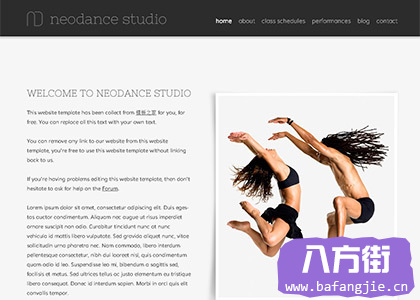 neodance studio
home about class schedules performances blog contact
WELCOME TO NEODANCE STUDIO
This website template has been collect from 模板之家 for you, for
free. You can replace all this text with your own text.
You can remove any link to our website from this website
template, you're free to use this website template without linking
back to us.
If you're having problems editing this website template, then don't
hesitate to ask for help on the Forum.
Lorem ipsum dolor sit amet, consectetur adipiscing elit. Duis eges-
tas auctor condimentum. Aliquam nec augue ut risus imperdiet
ornare suscipit non dolor. Curabitur tincidunt nunc at nunc
vehicula id mattis libero vulputate. Sed gravida aliquet nunc, vitae
sollicitudin urna pharetra nec. Nam commodo, libero interdum
pellentesque consectetur, nibh dui laoreet nisl, quis condimentum
quam odio id leo. Suspendisse leo mi, bibendum a sagittis sed,
facilisis at metus. Sed ultrices tellus ac justo elementum eu tristique
libero consequat. Donec id interdum sapien. Morbi in orci quis elit
convallis tempor.
八方街
www.bafangjie.cn